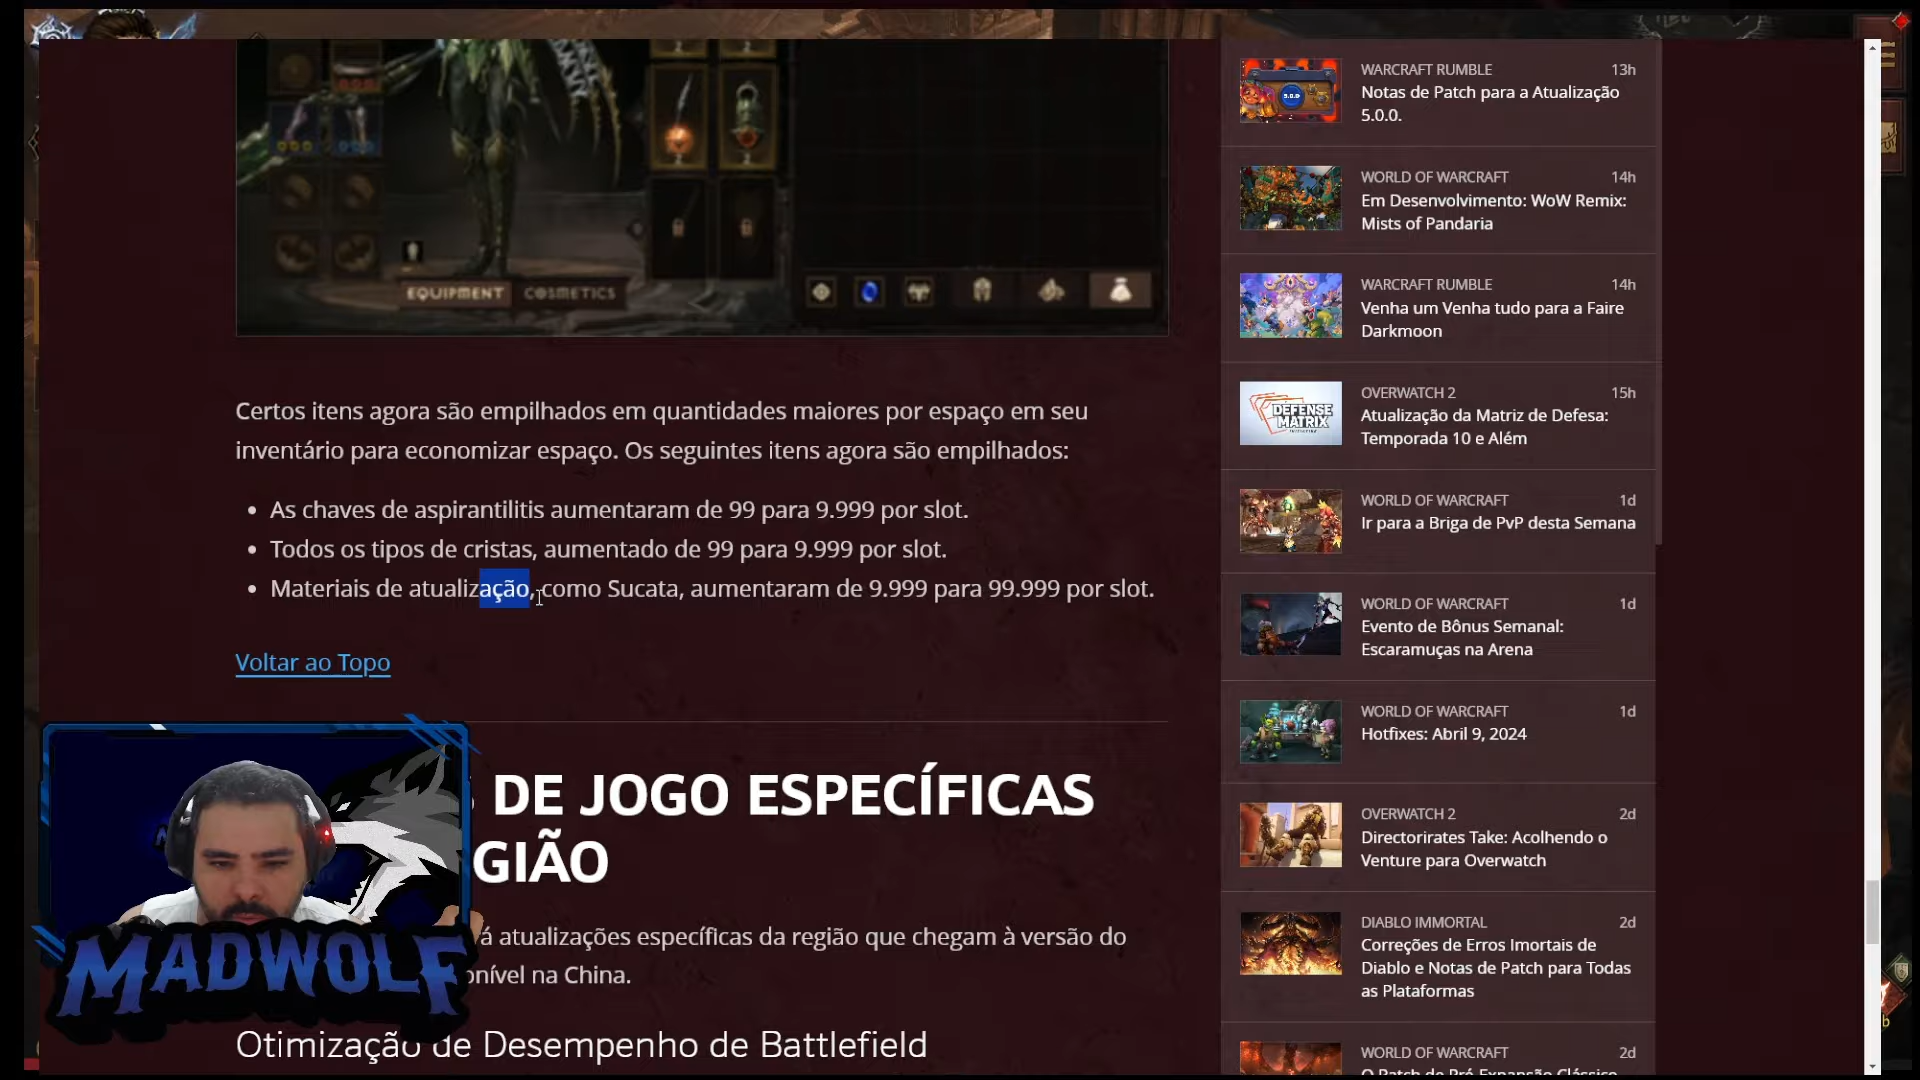 EQUIPMENT COSMETICS
Certos itens agora são empilhados em quantidades maiores por espaço em seu
inventário para economizar espaço. Os seguintes itens agora são empilhados:
As chaves de aspirantilitis aumentaram de 99 para 9.999 por slot.
Todos os tipos de cristas, aumentado de 99 para 9.999 por slot.
Materiais de atualização, como Sucata, aumentaram de 9.999 para 99.999 por slot.
Voltar ao Topo
DE JOGO ESPECÍFICAS
GIÃO
á atualizações específicas da região que chegam à versão do
onível na China.
Otimização de Desempenho de Battlefield
MADWOLF
WARCRAFT RUMBLE 13h
Notas de Patch para a Atualização
5.0.0.
WORLD OF WARCRAFT 14h
Em Desenvolvimento: WoW Remix:
Mists of Pandaria
WARCRAFT RUMBLE 14h
Venha um Venha tudo para a Faire
Darkmoon
DEFENSE
MATRIX
OVERWATCH 2 15h
Atualização da Matriz de Defesa:
Temporada 10 e Além
WORLD OF WARCRAFT 1d
Ir para a Briga de PvP desta Semana
WORLD OF WARCRAFT 1d
Evento de Bônus Semanal:
Escaramuças na Arena
WORLD OF WARCRAFT 1d
Hotfixes: Abril 9, 2024
OVERWATCH 2 2d
Directorirates Take: Acolhendo o
Venture para Overwatch
DIABLO IMMORTAL 2d
Correções de Erros Imortais de
Diablo e Notas de Patch para Todas
as Plataformas
WORLD OF WARCRAFT 2d
O Patch de Pré-Expansão Clássico